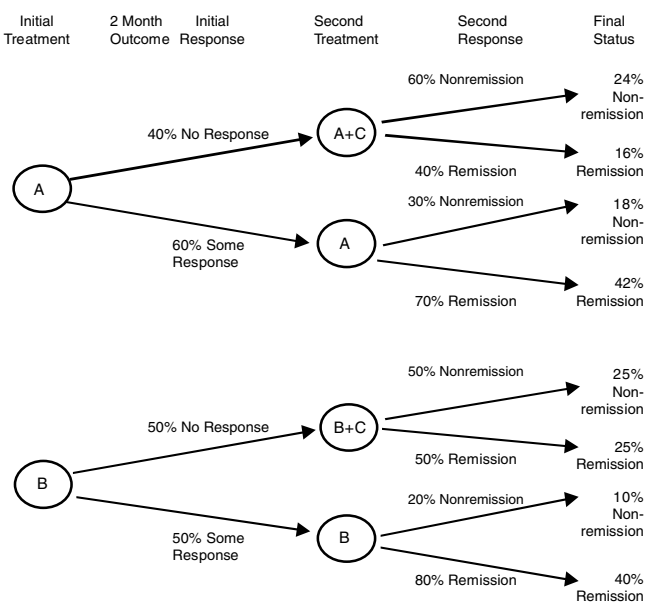 Initial Treatment
2 Month Outcome
Initial Response
Second Treatment
Second Response
Final Status
A
40% No Response
A+C
60% Nonremission
24%
Non-
remission
40% Remission
16%
Remission
60% Some
Response
A
30% Nonremission
18%
Non-
remission
70% Remission
42%
Remission
B
50% No Response
B+C
50% Nonremission
25%
Non-
remission
50% Remission
25%
Remission
50% Some
Response
B
20% Nonremission
10%
Non-
remission
80% Remission
40%
Remission